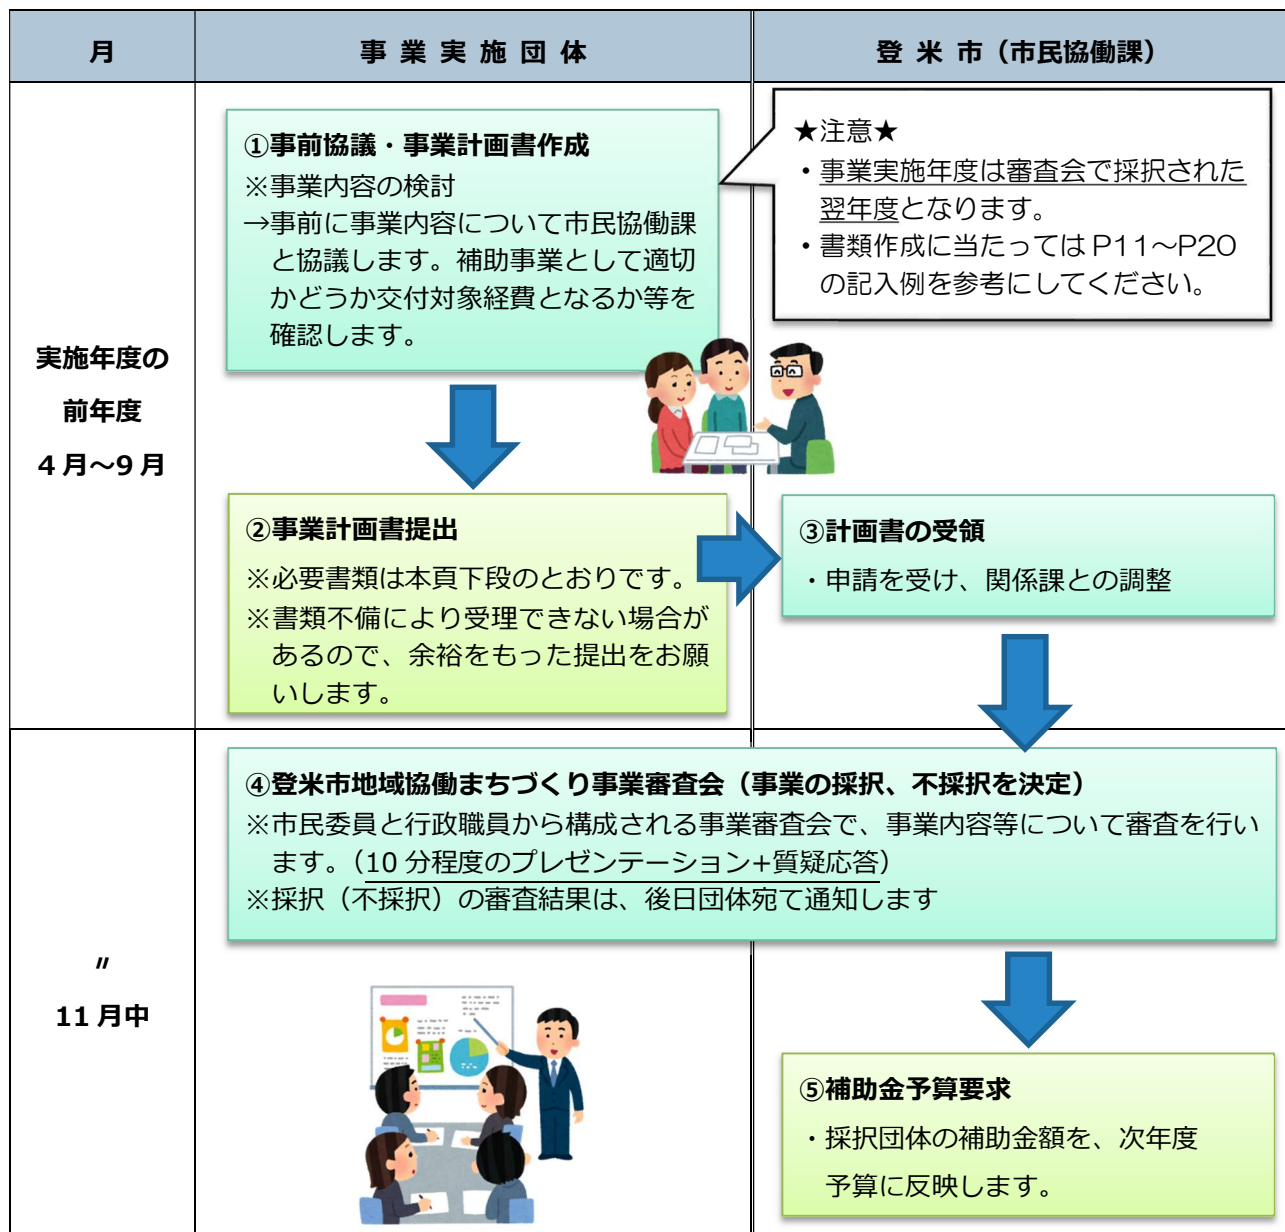 月
事業実施団体
登米市（市民協働課）
実施年度の
前年度
4月～9月
①事前協議・事業計画書作成
※事業内容の検討
→事前に事業内容について市民協働課
と協議します。補助事業として適切
かどうか交付対象経費となるか等を
確認します。
★注意★
・事業実施年度は審査会で採択された
翌年度となります。
・書類作成に当たってはP11～P20
の記入例を参考にしてください。
②事業計画書提出
※必要書類は本頁下段のとおりです。
※書類不備により受理できない場合が
あるので、余裕をもった提出をお願
いします。
③計画書の受領
・申請を受け、関係課との調整
〃
11月中
④登米市地域協働まちづくり事業審査会（事業の採択、不採択を決定）
※市民委員と行政職員から構成される事業審査会で、事業内容等について審査を行い
ます。（10分程度のプレゼンテーション+質疑応答）
※採択（不採択）の審査結果は、後日団体宛て通知します
⑤補助金予算要求
・採択団体の補助金額を、次年度
予算に反映します。